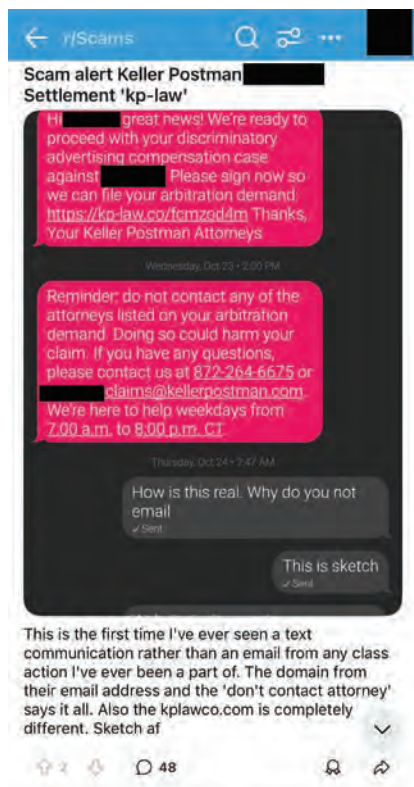 r/Scams
Scam alert Keller Postman
Settlement 'kp-law'
Hi great news! We're ready to
proceed with your discriminatory
advertising compensation case
against Please sign now so
we can file your arbitration demand.
https://kp-law.co/fcmzod4m Thanks,
Your Keller Postman Attorneys
Wednesday, Oct 23 • 2:00 PM
Reminder: do not contact any of the
attorneys listed on your arbitration
demand. Doing so could harm your
claim. If you have any questions,
please contact us at 872-264-6675 or
claims@kellerpostman.com.
We're here to help weekdays from
7:00 a.m. to 8:00 p.m. CT
Thursday, Oct 24 • 7:47 AM
How is this real. Why do you not
email
✓ Sent
This is sketch
✓ Sent
This is the first time I've ever seen a text
communication rather than an email from any class
action I've ever been a part of. The domain from
their email address and the 'don't contact attorney'
says it all. Also the kplawco.com is completely
different. Sketch af
2
48